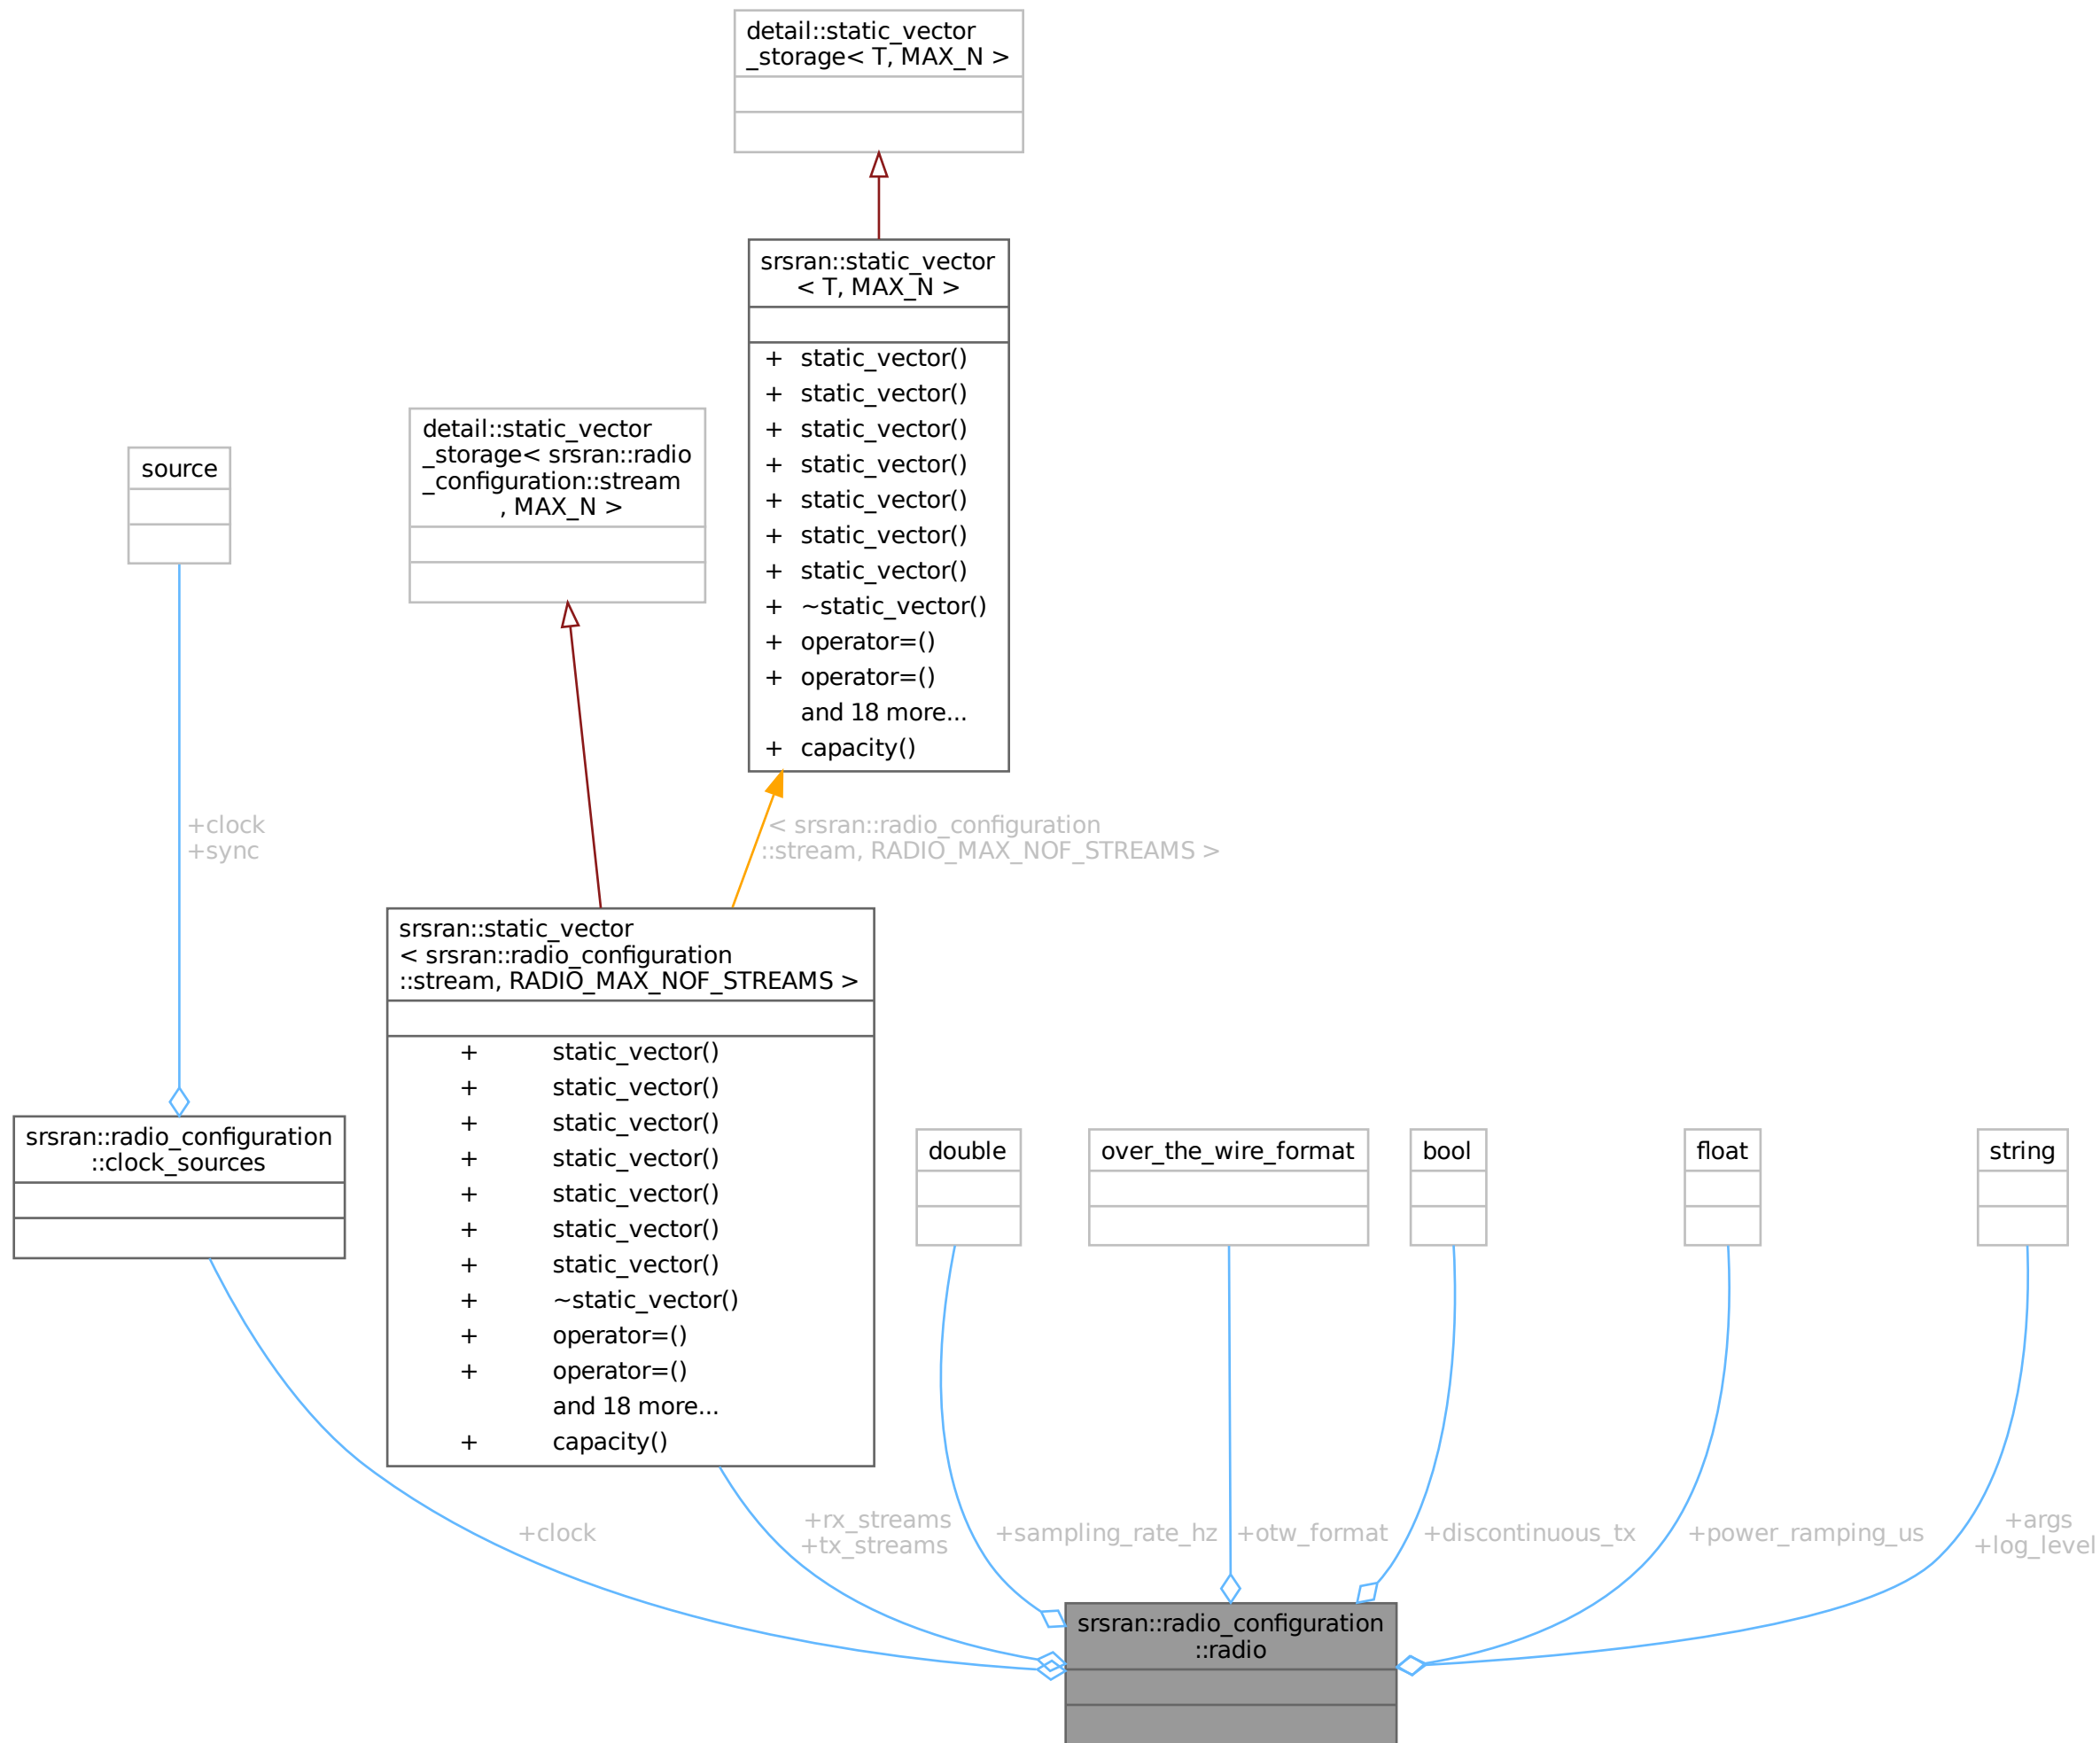 detail::static_vector
_storage< T, MAX_N >
srsran::static_vector
< T, MAX_N >
+ static_vector()
+ static_vector()
+ static_vector()
+ static_vector()
+ static_vector()
+ static_vector()
+ static_vector()
+ ~static_vector()
+ operator=()
+ operator=()
and 18 more...
+ capacity()
detail::static_vector
_storage< srsran::radio
_configuration::stream
, MAX_N >
source
+clock
+sync
< srsran::radio_configuration
::stream, RADIO_MAX_NOF_STREAMS >
srsran::static_vector
< srsran::radio_configuration
::stream, RADIO_MAX_NOF_STREAMS >
+ static_vector()
+ static_vector()
+ static_vector()
+ static_vector()
+ static_vector()
+ static_vector()
+ static_vector()
+ ~static_vector()
+ operator=()
+ operator=()
and 18 more...
+ capacity()
srsran::radio_configuration
::clock_sources
double
over_the_wire_format
bool
float
string
+clock
+rx_streams
+tx_streams
+sampling_rate_hz
+otw_format
+discontinuous_tx
+power_ramping_us
+args
+log_level
srsran::radio_configuration
::radio